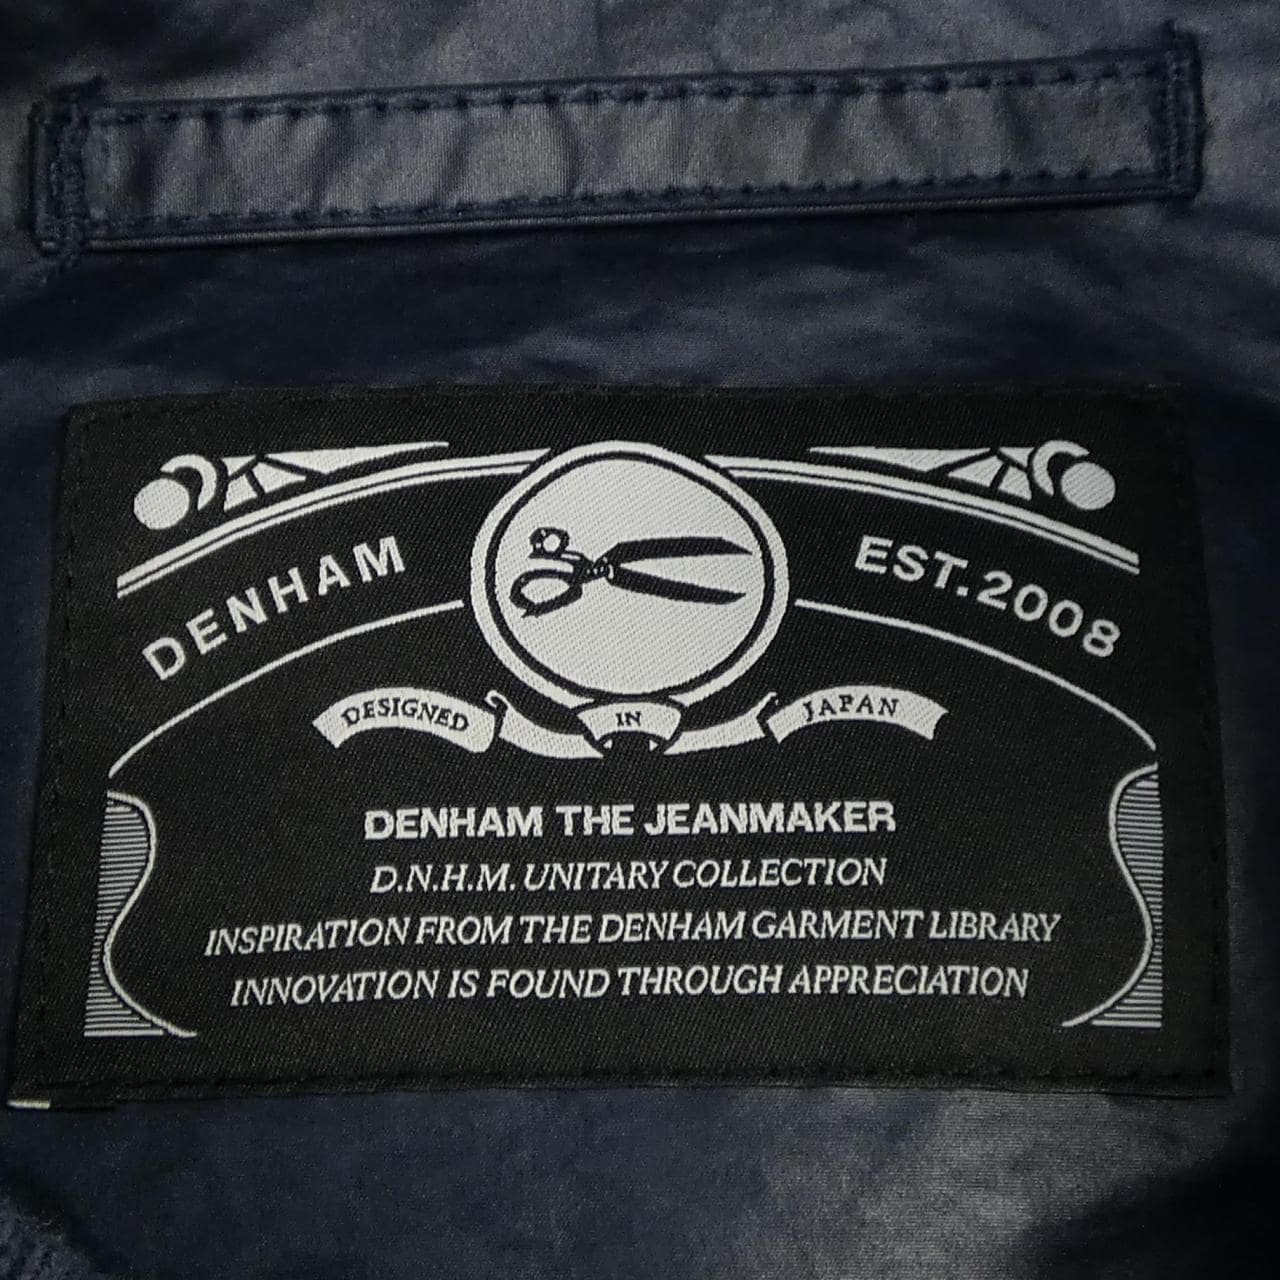 DENHAM EST.2008
DESIGNED IN JAPAN
DENHAM THE JEANMAKER
D.N.H.M. UNITARY COLLECTION
INSPIRATION FROM THE DENHAM GARMENT LIBRARY
INNOVATION IS FOUND THROUGH APPRECIATION